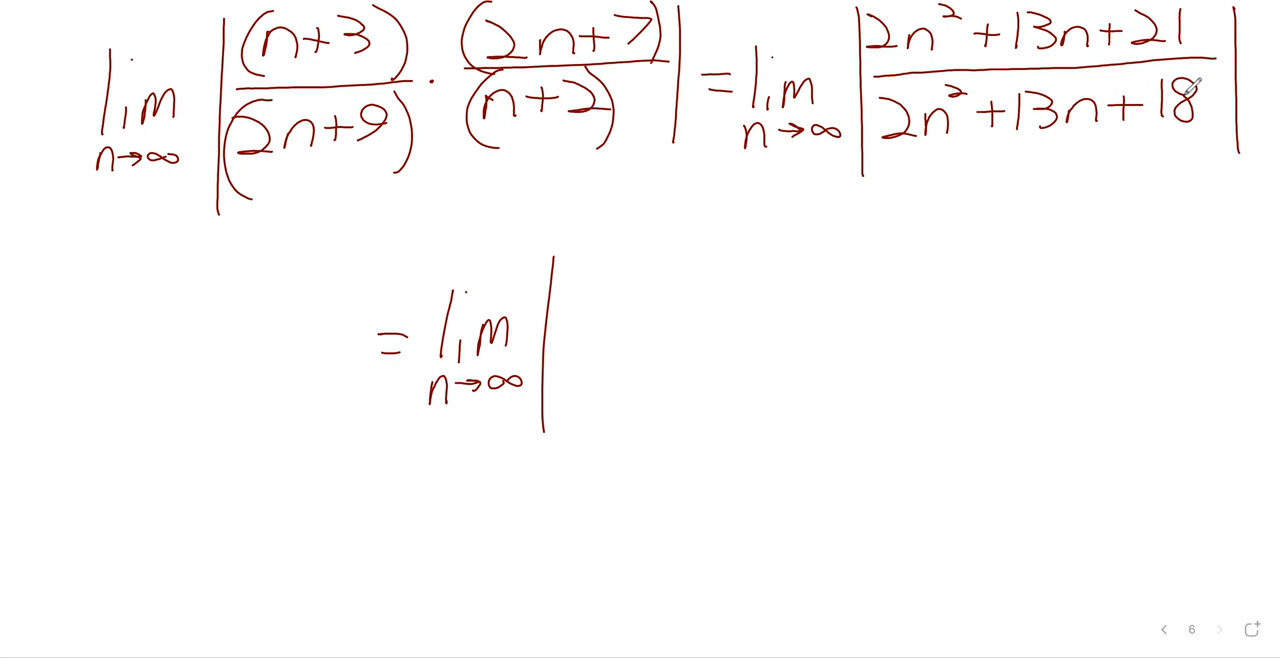 lim n→∞ | (n+3)/(2n+9) · (2n+7)/(n+2) | = lim n→∞ | 2n²+13n+21 / 2n²+13n+18 |
= lim n→∞ |
6